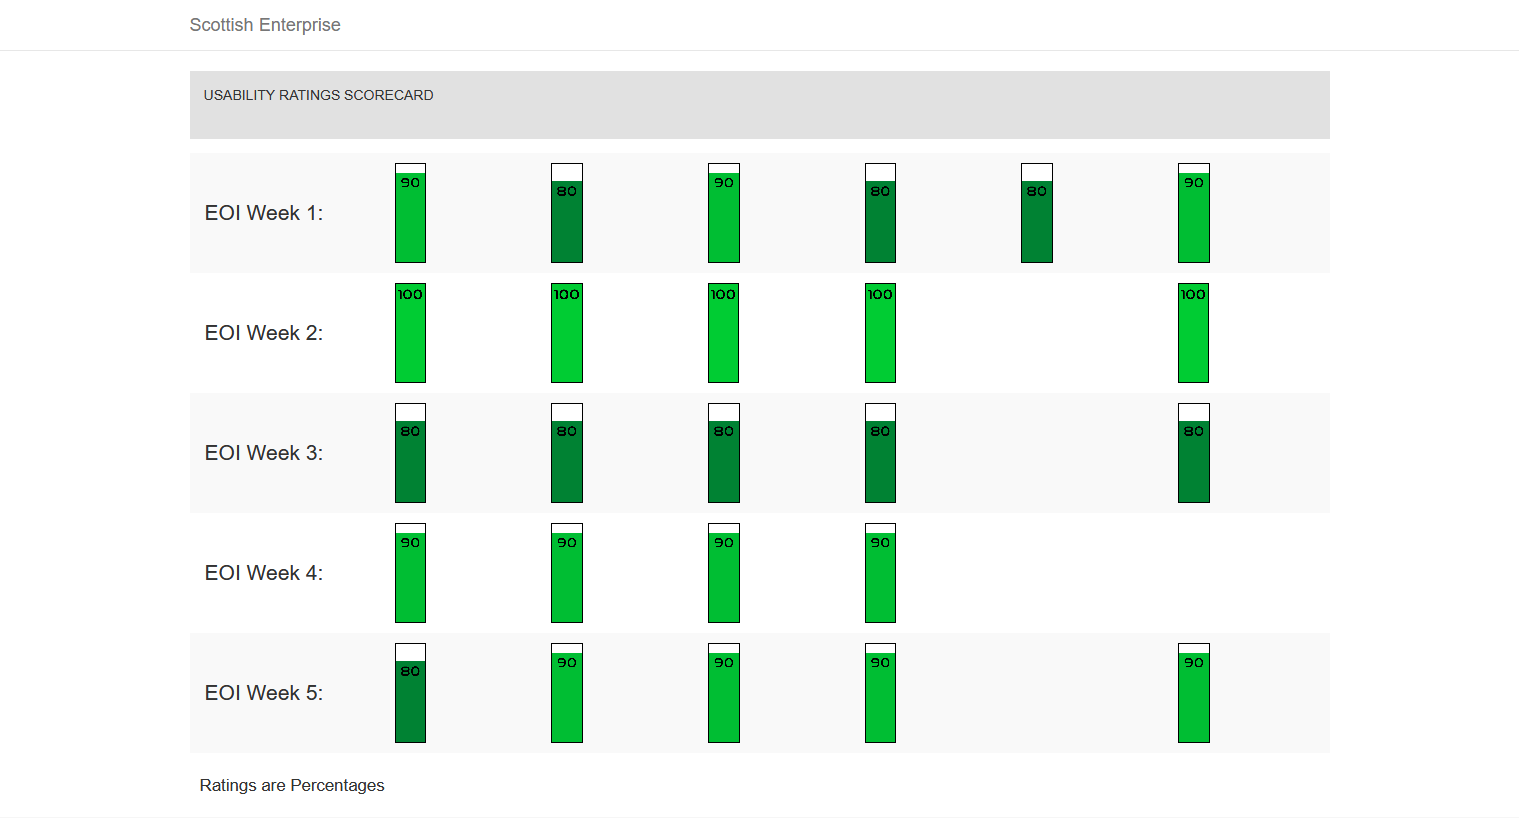 Scottish Enterprise
USABILITY RATINGS SCORECARD
EOI Week 1: 90 80 90 80 80 90
EOI Week 2: 100 100 100 100 100
EOI Week 3: 80 80 80 80 80
EOI Week 4: 90 90 90 90
EOI Week 5: 80 90 90 90 90
Ratings are Percentages